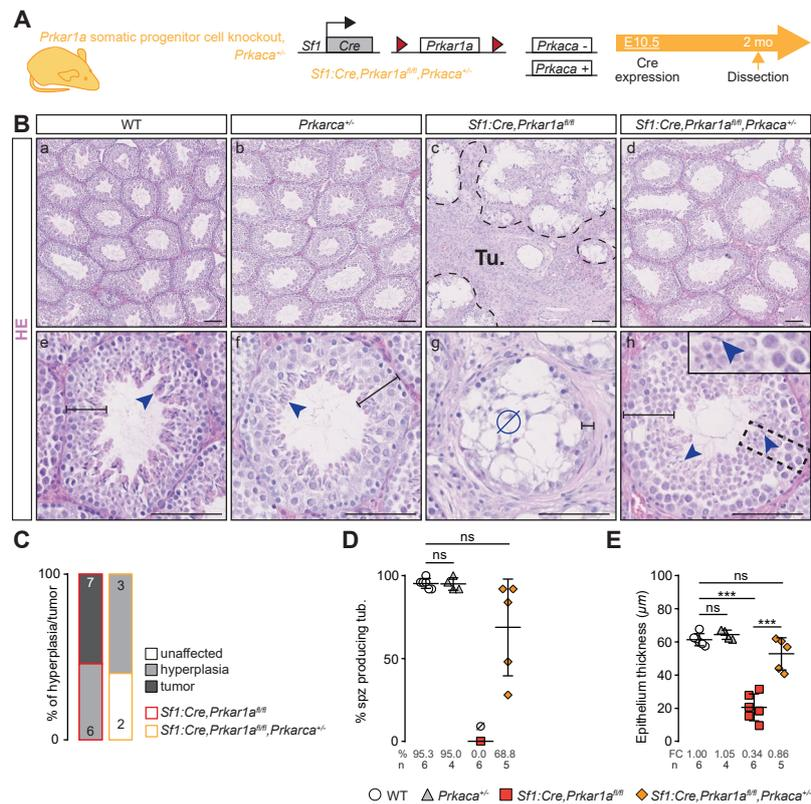 A
Prkar1a somatic progenitor cell knockout,
Prkaca+/-
Sf1 Cre Prkar1a
Sf1:Cre,Prkar1afl/fl,Prkaca+/-
Prkaca -
Prkaca +
E10.5 2 mo
Cre
expression
Dissection
B WT Prkarca+/- Sf1:Cre,Prkar1afl/fl Sf1:Cre,Prkar1afl/fl,Prkaca+/-
HE
a b c d
Tu.
e f g h
C
% of hyperplasia/tumor
100
0
7 3
6 2
unaffected
hyperplasia
tumor
Sf1:Cre,Prkar1afl/fl
Sf1:Cre,Prkar1afl/fl,Prkarca+/-
D
% spz producing tub.
ns
ns
100
50
0
% 95.3 95.0 0.0 68.8
n 6 4 6 5
E
Epithelium thickness (µm)
ns
***
ns ***
100
80
60
40
20
0
FC 1.00 1.05 0.34 0.86
n 6 4 6 5
WT Prkaca+/- Sf1:Cre,Prkar1afl/fl Sf1:Cre,Prkar1afl/fl,Prkaca+/-